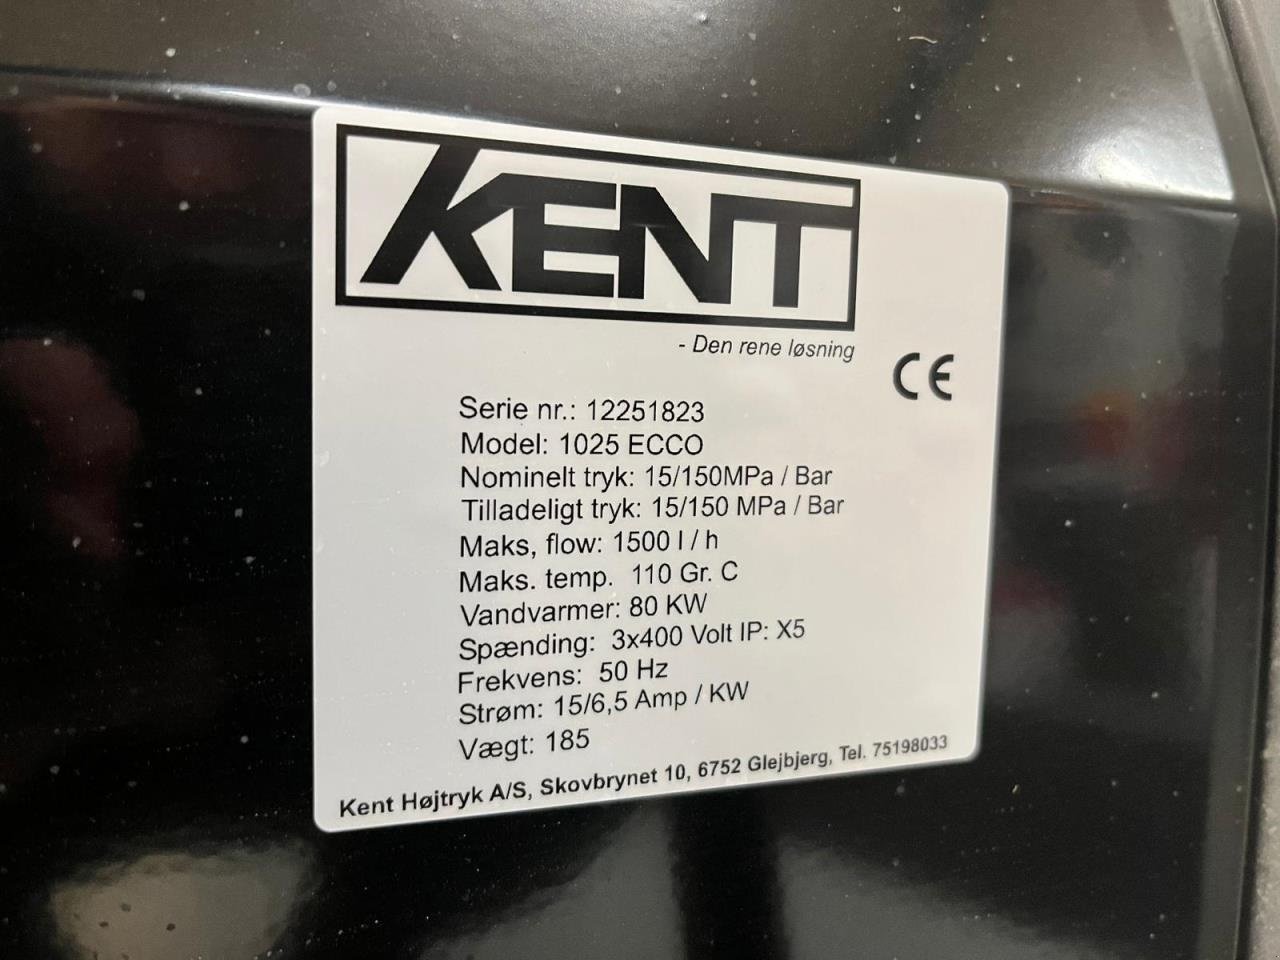 KENT
- Den rene løsning
CE
Serie nr.: 12251823
Model: 1025 ECCO
Nominelt tryk: 15/150MPa / Bar
Tilladeligt tryk: 15/150 MPa / Bar
Maks, flow: 1500 l / h
Maks. temp. 110 Gr. C
Vandvarmer: 80 KW
Spænding: 3x400 Volt IP: X5
Frekvens: 50 Hz
Strøm: 15/6,5 Amp / KW
Vægt: 185
Kent Højtryk A/S, Skovbrynet 10, 6752 Glejbjerg, Tel. 75198033